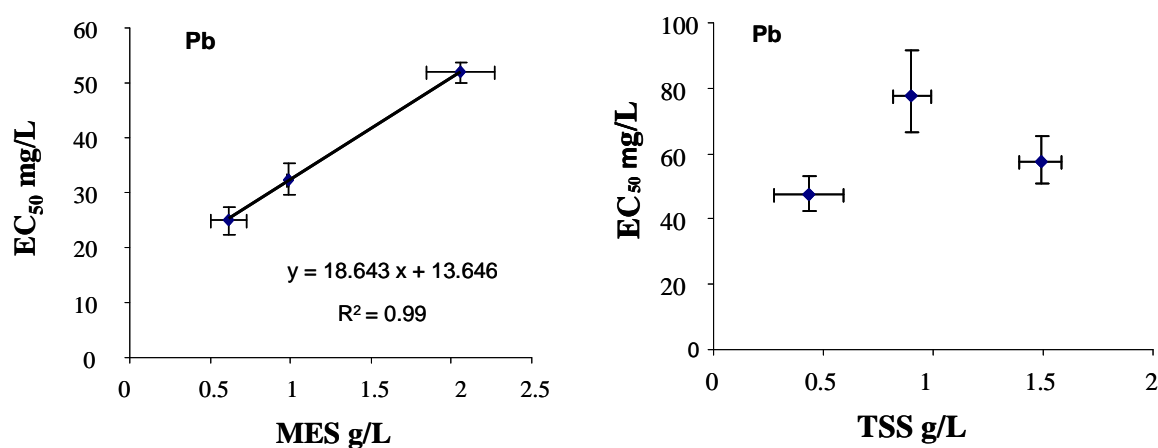 Pb
60
50
40
30
20
10
0
EC50 mg/L
y = 18.643 x + 13.646
R² = 0.99
0 0.5 1 1.5 2 2.5
MES g/L
Pb
100
80
60
40
20
0
EC50 mg/L
0 0.5 1 1.5 2
TSS g/L